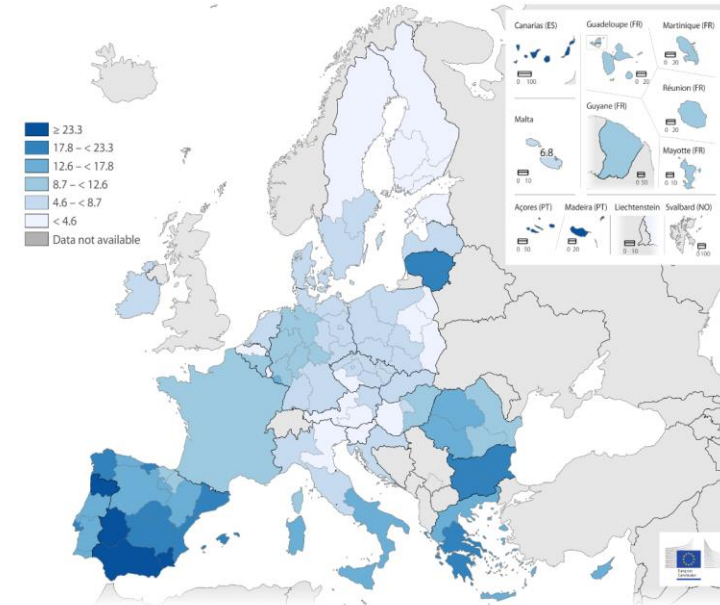 ≥ 23.3
17.8 – < 23.3
12.6 – < 17.8
8.7 – < 12.6
4.6 – < 8.7
< 4.6
Data not available
Canarias (ES)
0 100
Guadeloupe (FR)
0 20
Martinique (FR)
0 20
Réunion (FR)
0 20
Malta
6.8
0 10
Guyane (FR)
0 50
Mayotte (FR)
0 10
Açores (PT)
0 50
Madeira (PT)
0 20
Liechtenstein
0 10
Svalbard (NO)
0 100
European
Commission